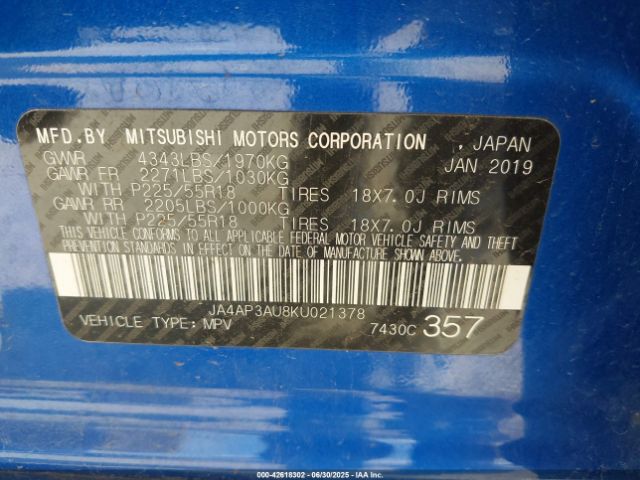 MFD.BY MITSUBISHI MOTORS CORPORATION , JAPAN
GVWR 4343LBS/1970KG JAN 2019
GAWR FR 2271LBS/1030KG
WITH P225/55R18 TIRES 18X7.0J RIMS
GAWR RR 2205LBS/1000KG
WITH P225/55R18 TIRES 18X7.0J RIMS
THIS VEHICLE CONFORMS TO ALL APPLICABLE FEDERAL MOTOR VEHICLE SAFETY AND THEFT
PREVENTION STANDARDS IN EFFECT ON THE DATE OF MANUFACTURE SHOWN ABOVE.
JA4AP3AU8KU021378
VEHICLE TYPE: MPV 7430C 357
000-42618302 - 06/30/2025 - IAA Inc.